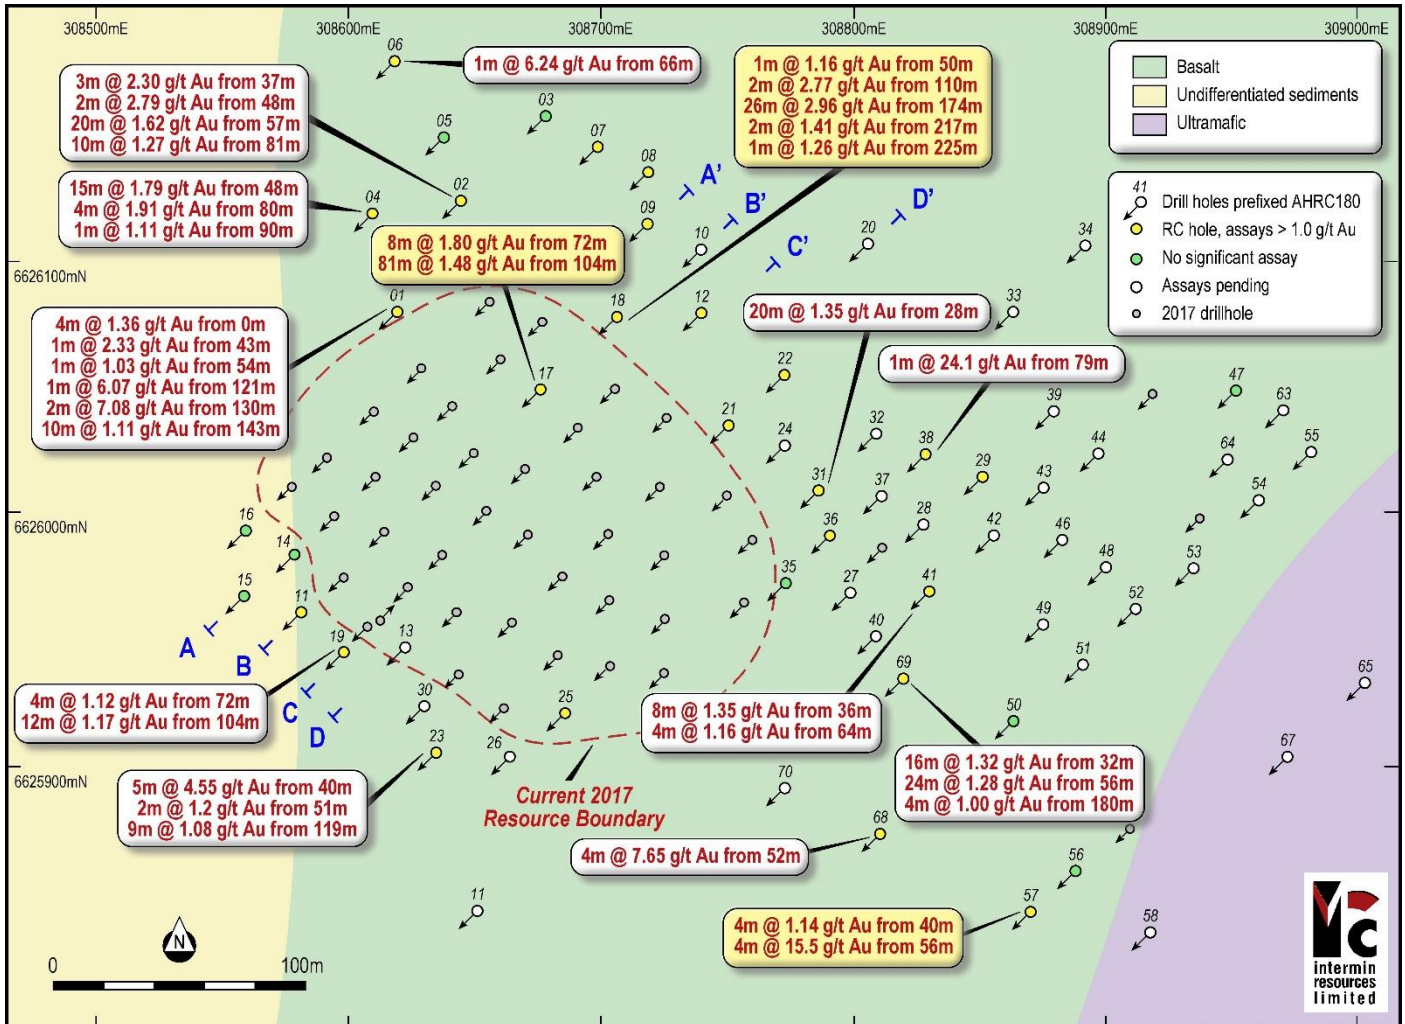 308500mE
308600mE
308700mE
308800mE
308900mE
309000mE
06
1m @ 6.24 g/t Au from 66m
3m @ 2.30 g/t Au from 37m
2m @ 2.79 g/t Au from 48m
20m @ 1.62 g/t Au from 57m
10m @ 1.27 g/t Au from 81m
1m @ 1.16 g/t Au from 50m
2m @ 2.77 g/t Au from 110m
26m @ 2.96 g/t Au from 174m
2m @ 1.41 g/t Au from 217m
1m @ 1.26 g/t Au from 225m
Basalt
Undifferentiated sediments
Ultramafic
03
05
07
08
A'
B'
C'
D'
15m @ 1.79 g/t Au from 48m
4m @ 1.91 g/t Au from 80m
1m @ 1.11 g/t Au from 90m
04
02
09
10
20
34
41
Drill holes prefixed AHRC180
RC hole, assays > 1.0 g/t Au
No significant assay
Assays pending
2017 drillhole
8m @ 1.80 g/t Au from 72m
81m @ 1.48 g/t Au from 104m
6626100mN
01
18
12
33
20m @ 1.35 g/t Au from 28m
4m @ 1.36 g/t Au from 0m
1m @ 2.33 g/t Au from 43m
1m @ 1.03 g/t Au from 54m
1m @ 6.07 g/t Au from 121m
2m @ 7.08 g/t Au from 130m
10m @ 1.11 g/t Au from 143m
1m @ 24.1 g/t Au from 79m
17
22
47
63
39
21
24
32
38
44
64
55
31
37
29
43
54
6626000mN
16
14
36
28
42
46
48
53
15
11
35
27
41
52
A
B
19
13
40
49
51
69
65
4m @ 1.12 g/t Au from 72m
12m @ 1.17 g/t Au from 104m
C
D
30
25
8m @ 1.35 g/t Au from 36m
4m @ 1.16 g/t Au from 64m
50
23
26
67
6625900mN
16m @ 1.32 g/t Au from 32m
24m @ 1.28 g/t Au from 56m
4m @ 1.00 g/t Au from 180m
5m @ 4.55 g/t Au from 40m
2m @ 1.2 g/t Au from 51m
9m @ 1.08 g/t Au from 119m
Current 2017
Resource Boundary
70
68
4m @ 7.65 g/t Au from 52m
56
11
57
58
4m @ 1.14 g/t Au from 40m
4m @ 15.5 g/t Au from 56m
N
0
100m
intermin
resources
limited